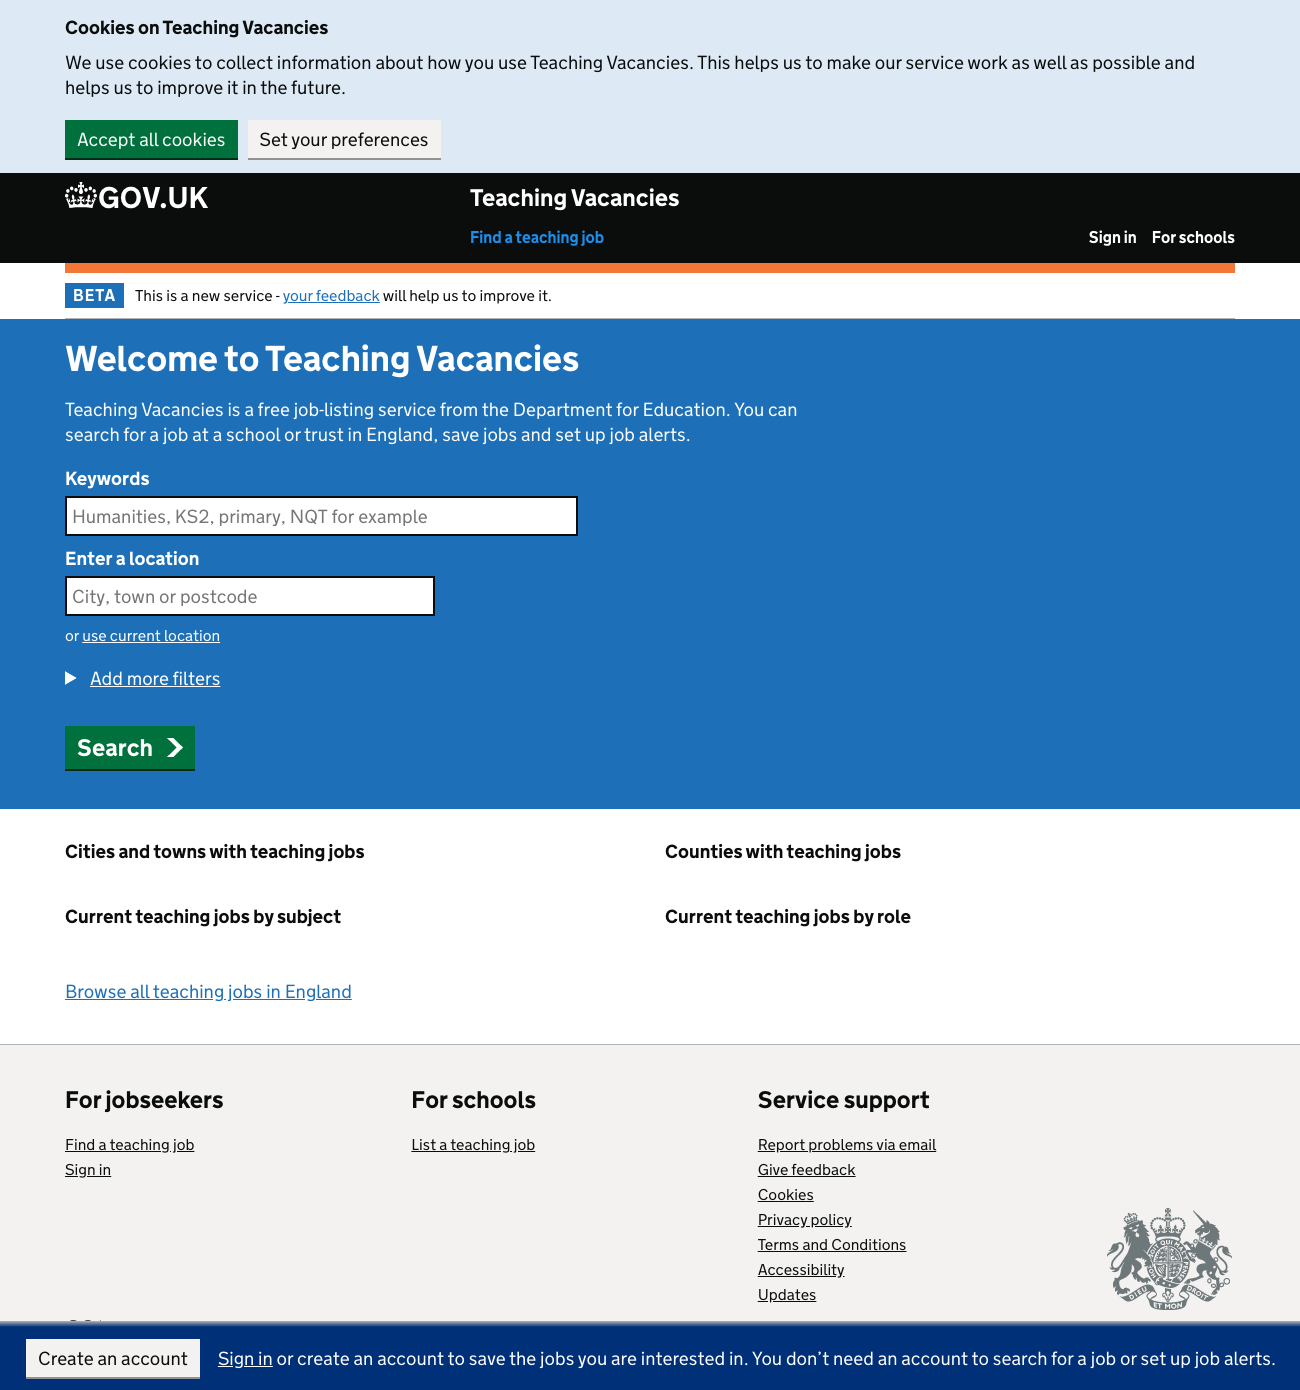 Cookies on Teaching Vacancies
We use cookies to collect information about how you use Teaching Vacancies. This helps us to make our service work as well as possible and
helps us to improve it in the future.
Accept all cookies
Set your preferences
GOV.UK
Teaching Vacancies
Find a teaching job
Sign in
For schools
BETA
This is a new service - your feedback will help us to improve it.
Welcome to Teaching Vacancies
Teaching Vacancies is a free job-listing service from the Department for Education. You can
search for a job at a school or trust in England, save jobs and set up job alerts.
Keywords
Humanities, KS2, primary, NQT for example
Enter a location
City, town or postcode
or use current location
Add more filters
Search
Cities and towns with teaching jobs
Counties with teaching jobs
Current teaching jobs by subject
Current teaching jobs by role
Browse all teaching jobs in England
For jobseekers
Find a teaching job
Sign in
For schools
List a teaching job
Service support
Report problems via email
Give feedback
Cookies
Privacy policy
Terms and Conditions
Accessibility
Updates
DIEU ET MON DROIT
Create an account
Sign in or create an account to save the jobs you are interested in. You don’t need an account to search for a job or set up job alerts.